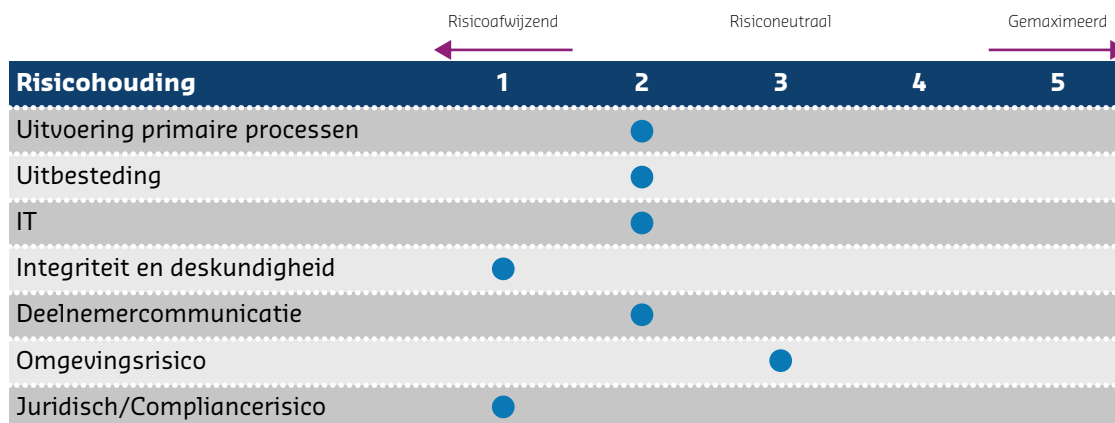 Risicoafwijzend Risiconeutraal Gemaximeerd
Risicohouding 1 2 3 4 5
Uitvoering primaire processen
Uitbesteding
IT
Integriteit en deskundigheid
Deelnemercommunicatie
Omgevingsrisico
Juridisch/Compliancerisico